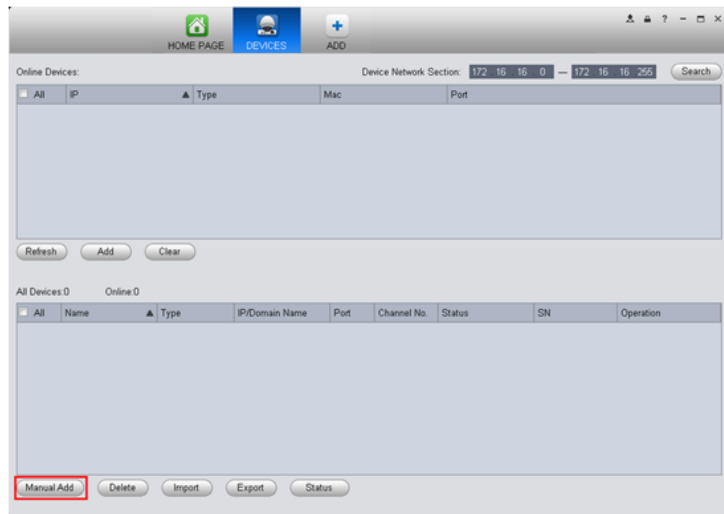 HOME PAGE DEVICES ADD ?
Online Devices: Device Network Section: 172 16 16 0 — 172 16 16 255 Search
All IP Type Mac Port
Refresh Add Clear
All Devices:0 Online:0
All Name Type IP/Domain Name Port Channel No. Status SN Operation
Manual Add Delete Import Export Status